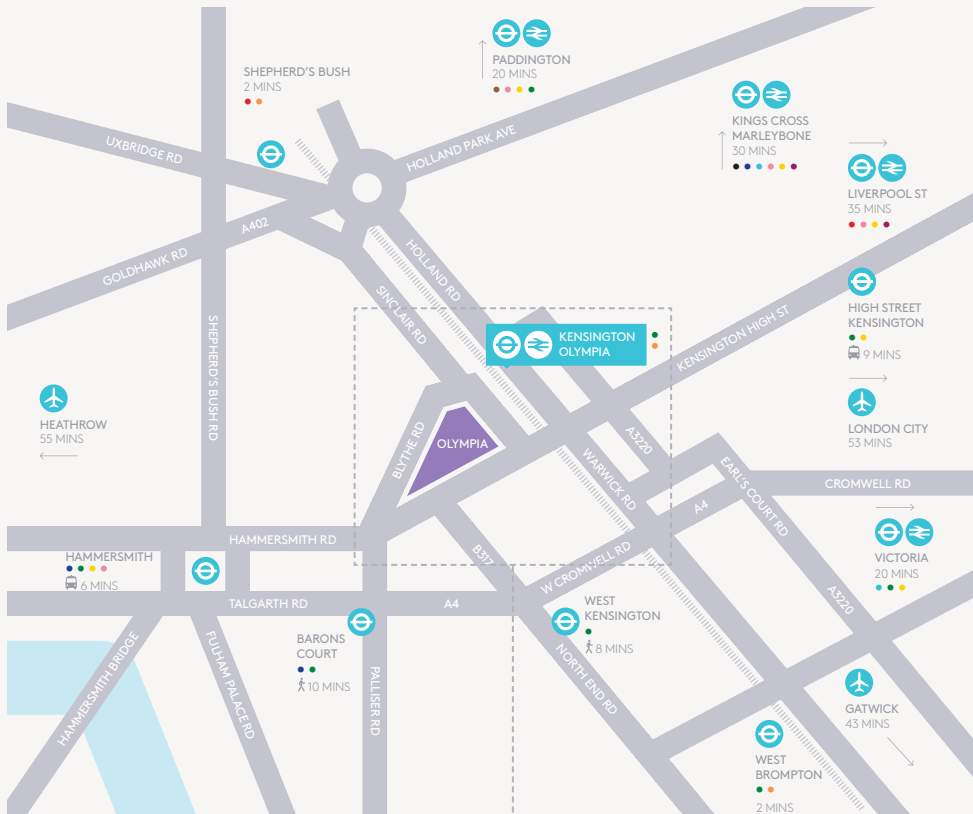 SHEPHERD'S BUSH
2 MINS
PADDINGTON
20 MINS
KINGS CROSS
MARLEYBONE
30 MINS
LIVERPOOL ST
35 MINS
UXBRIDGE RD
HOLLAND PARK AVE
A402
GOLDHAWK RD
HOLLAND RD
SINCLAIR RD
SHEPHERD'S BUSH RD
HIGH STREET
KENSINGTON
9 MINS
KENSINGTON
OLYMPIA
KENSINGTON HIGH ST
HEATHROW
55 MINS
LONDON CITY
53 MINS
BLYTHE RD
OLYMPIA
A3220
WARWICK RD
EARL'S COURT RD
CROMWELL RD
A4
HAMMERSMITH RD
HAMMERSMITH
6 MINS
B317
W CROMWELL RD
VICTORIA
20 MINS
TALGARTH RD
A4
A3220
WEST
KENSINGTON
8 MINS
BARONS
COURT
10 MINS
HAMMERSMITH BRIDGE
FULHAM PALACE RD
PALLISER RD
NORTH END RD
GATWICK
43 MINS
WEST
BROMPTON
2 MINS